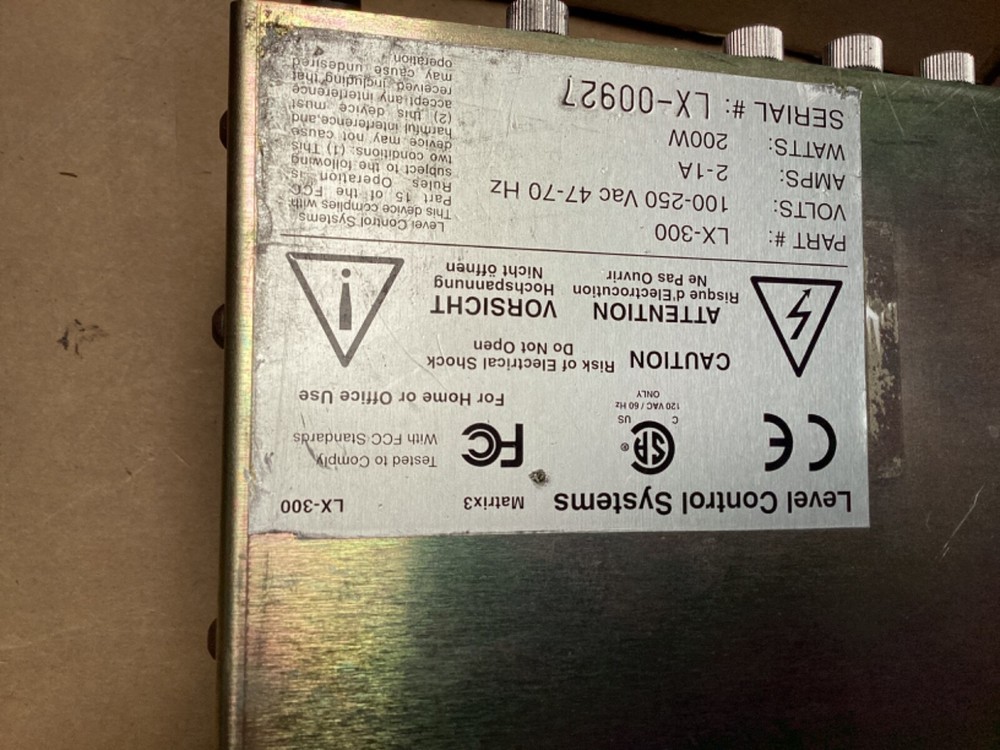 Level Control Systems Matrix3 LX-300
CE
SA ®
C US
120 VAC / 60 Hz
ONLY
FC
Tested to Comply
With FCC Standards
For Home or Office Use
CAUTION Risk of Electrical Shock
Do Not Open
ATTENTION Risque d'Electrocution
Ne Pas Ouvrir
VORSICHT Hochspannung
Nicht öffnen
PART #: LX-300
VOLTS: 100-250 Vac 47-70 Hz
AMPS: 2-1A
WATTS: 200W
SERIAL #: LX-00927
Level Control Systems
This device complies with
Part 15 of the FCC
Rules. Operation is
subject to the following
two conditions: (1) This
device may not cause
harmful interference,and
(2) this device must
accept any interference
received including that
may cause undesired
operation